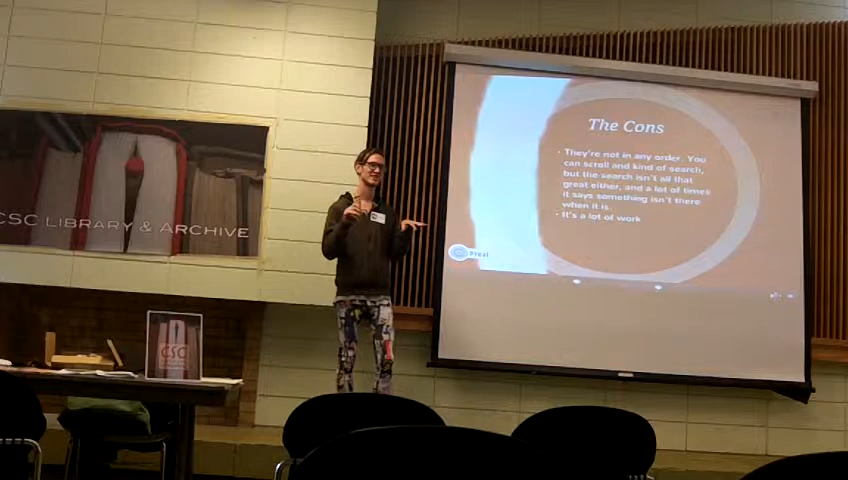 The Cons
• They're not in any order. You
can scroll and kind of search,
but the search isn't all that
great either, and a lot of times
it says something isn't there
when it is.
• It's a lot of work
Prezi
CSC LIBRARY & ARCHIVE
CSC